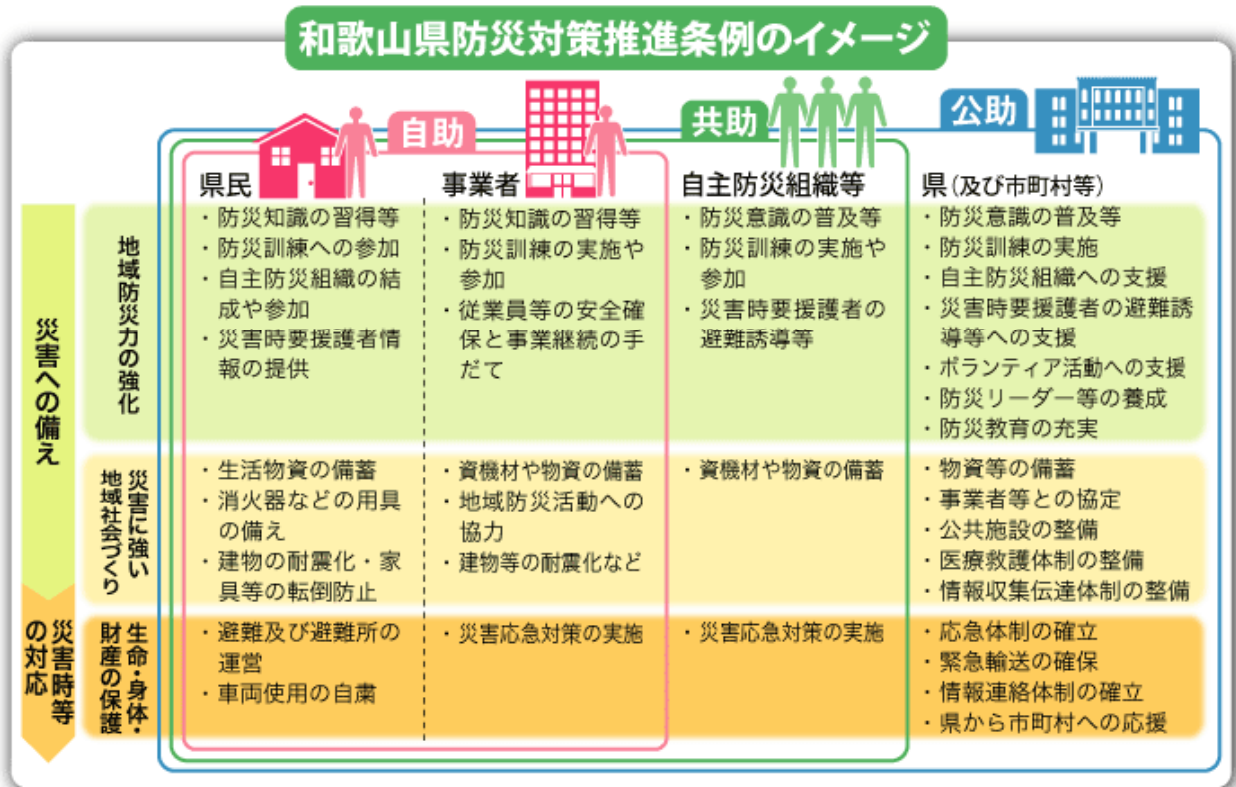 和歌山県防災対策推進条例のイメージ
自助
共助
公助
県民
事業者
自主防災組織等
県(及び市町村等)
災害への備え
地域防災力の強化
・防災知識の習得等
・防災訓練への参加
・自主防災組織の結
成や参加
・災害時要援護者情
報の提供
・防災知識の習得等
・防災訓練の実施や
参加
・従業員等の安全確
保と事業継続の手
だて
・防災意識の普及等
・防災訓練の実施や
参加
・災害時要援護者の
避難誘導等
・防災意識の普及等
・防災訓練の実施
・自主防災組織への支援
・災害時要援護者の避難誘
導等への支援
・ボランティア活動への支援
・防災リーダー等の養成
・防災教育の充実
災害に強い
地域社会づくり
・生活物資の備蓄
・消火器などの用具
の備え
・建物の耐震化・家
具等の転倒防止
・資機材や物資の備蓄
・地域防災活動への
協力
・建物等の耐震化など
・資機材や物資の備蓄
・物資等の備蓄
・事業者等との協定
・公共施設の整備
・医療救護体制の整備
・情報収集伝達体制の整備
災害時等
の対応
生命・身体・
財産の保護
・避難及び避難所の
運営
・車両使用の自粛
・災害応急対策の実施
・災害応急対策の実施
・応急体制の確立
・緊急輸送の確保
・情報連絡体制の確立
・県から市町村への応援